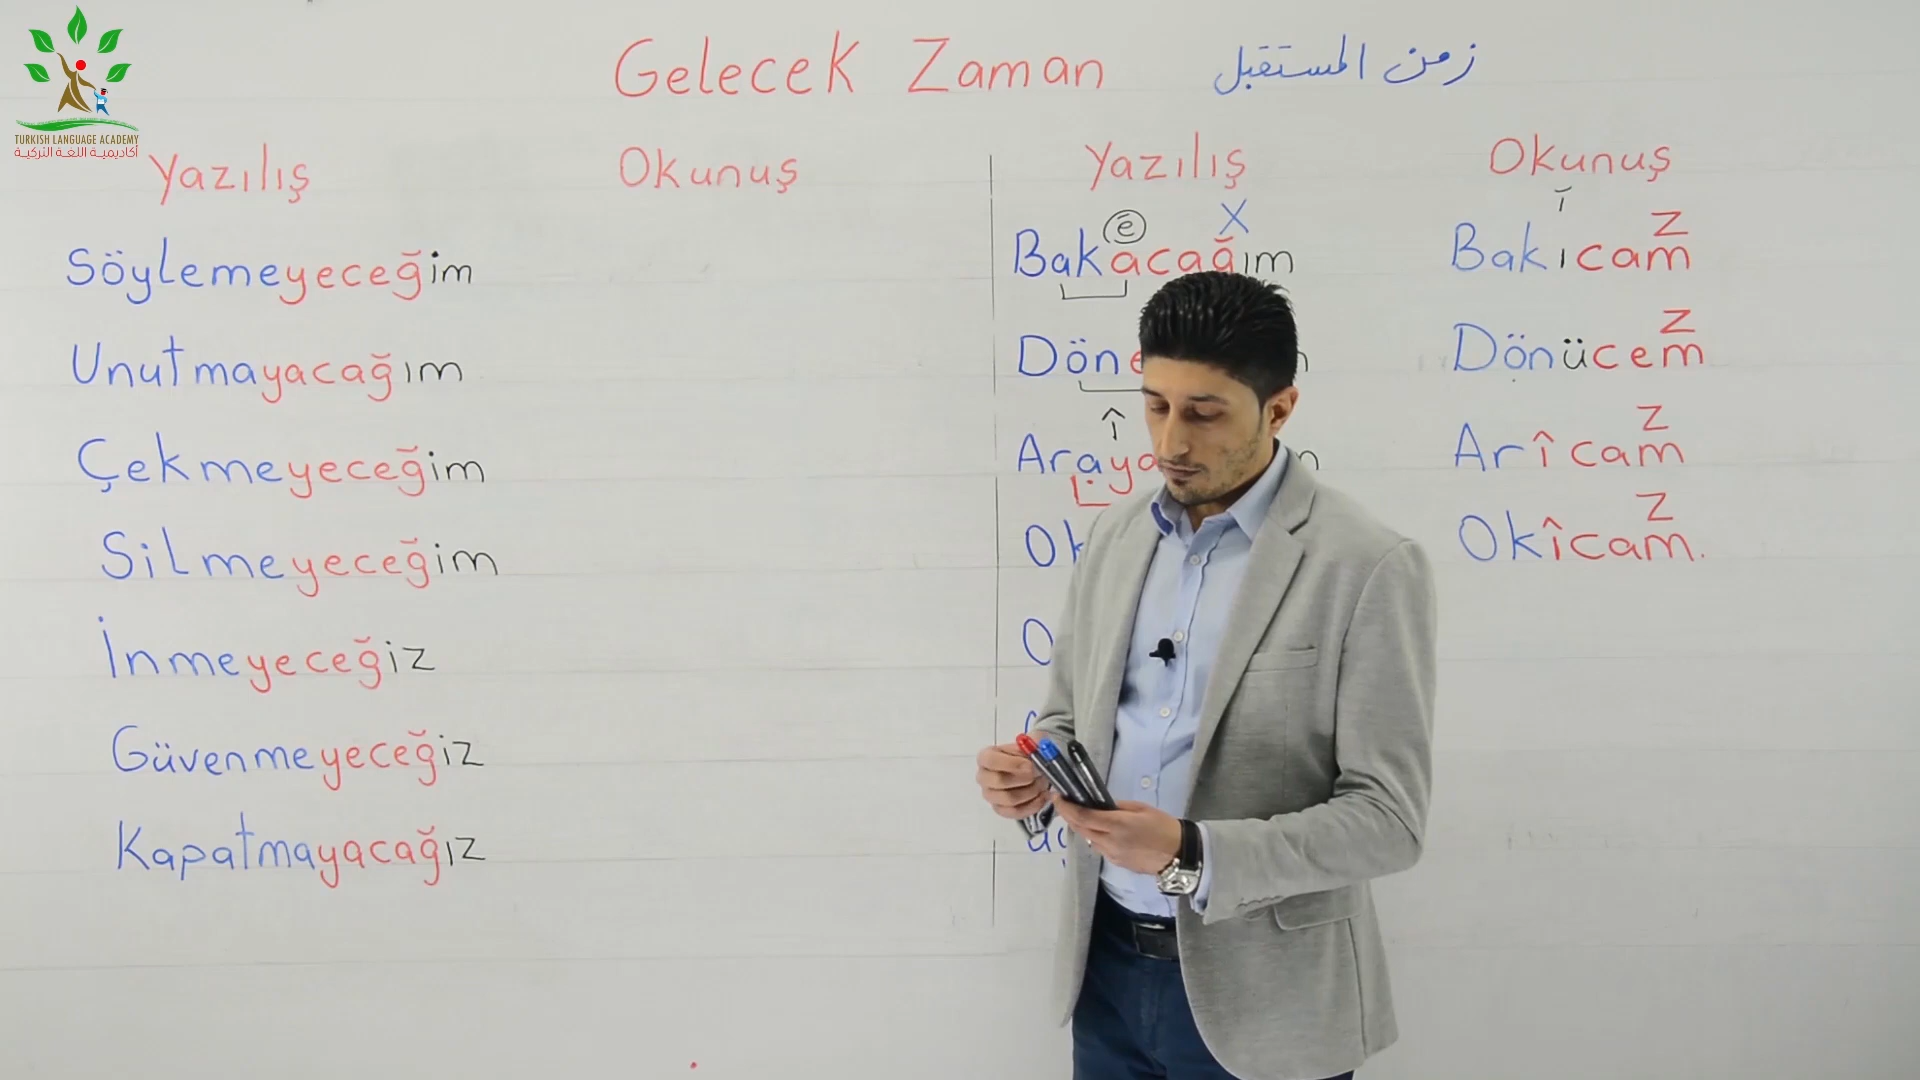 TURKISH LANGUAGE ACADEMY
أكاديمية اللغة التركية
Gelecek Zaman
زمن المستقبل
Yazılış
Okunuş
Söylemeyeceğim
Unutmayacağım
Çekmeyeceğim
Silmeyeceğim
İnmeyeceğiz
Güvenmeyeceğiz
Kapatmayacağız
Yazılış
Okunuş
X
Bakacağım
Bakıcam
Z
Dönücem
Z
Arîcam
Z
Okîcam.
Z